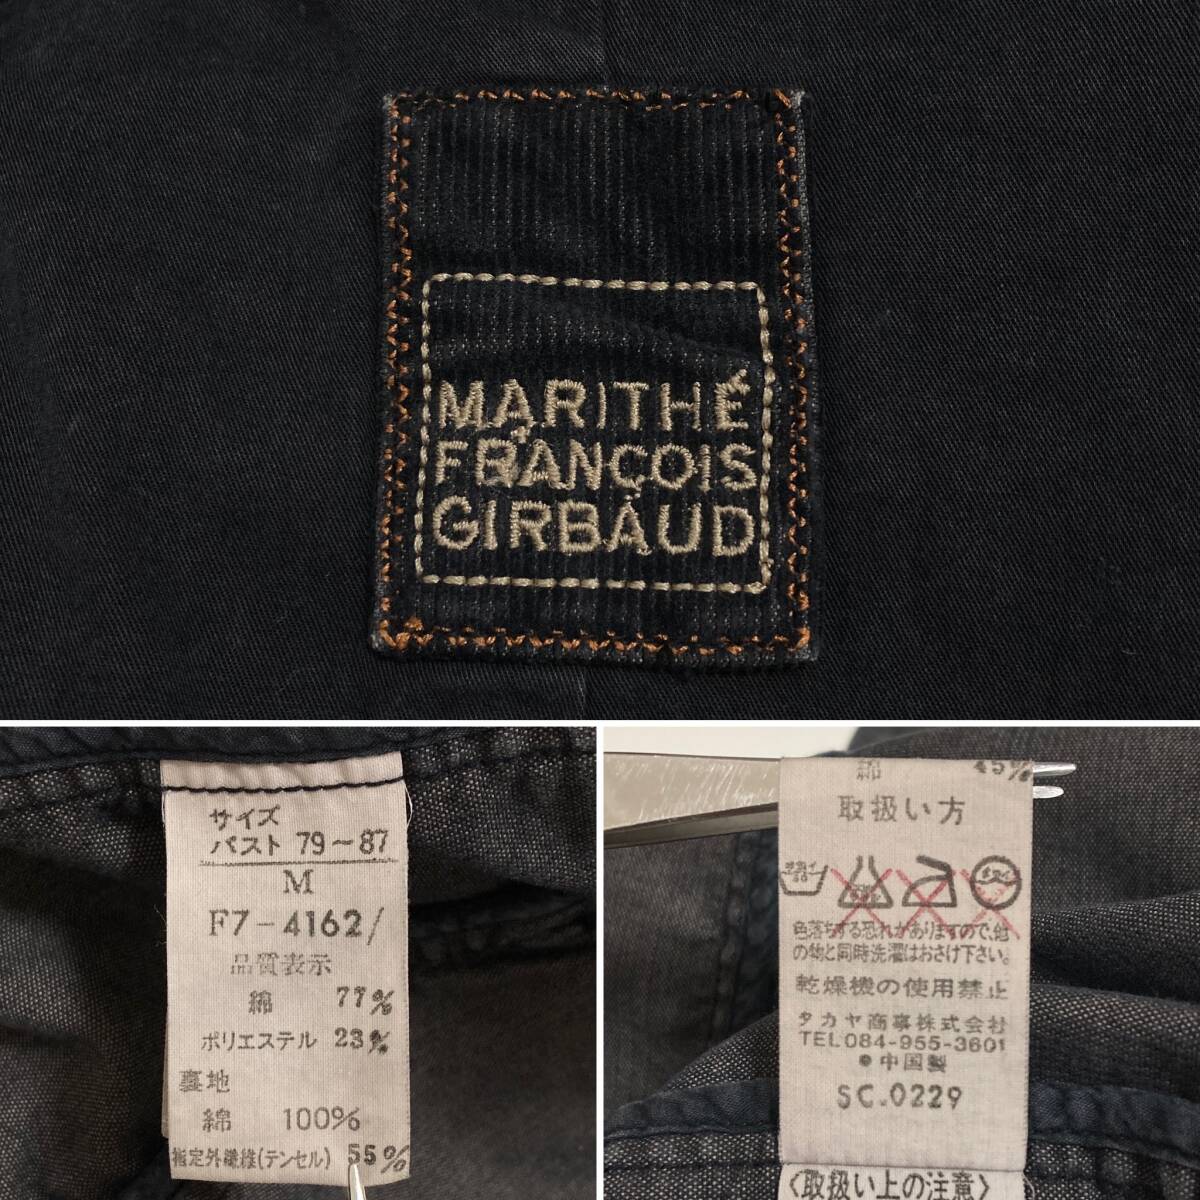 MARITHÉ
FRANÇOIS
GIRBAUD
サイズ
バスト 79~87
M
F7-4162/
品質表示
綿 77%
ポリエステル 23%
裏地
綿 100%
指定外繊維(テンセル) 55%
綿 45%
取扱い方
色落ちする恐れがありますので、他
の物と同時洗濯はおさけ下さい。
乾燥機の使用禁止
タカヤ商事株式会社
TEL084-955-3601
●中国製
SC.0229
〈取扱い上の注意〉